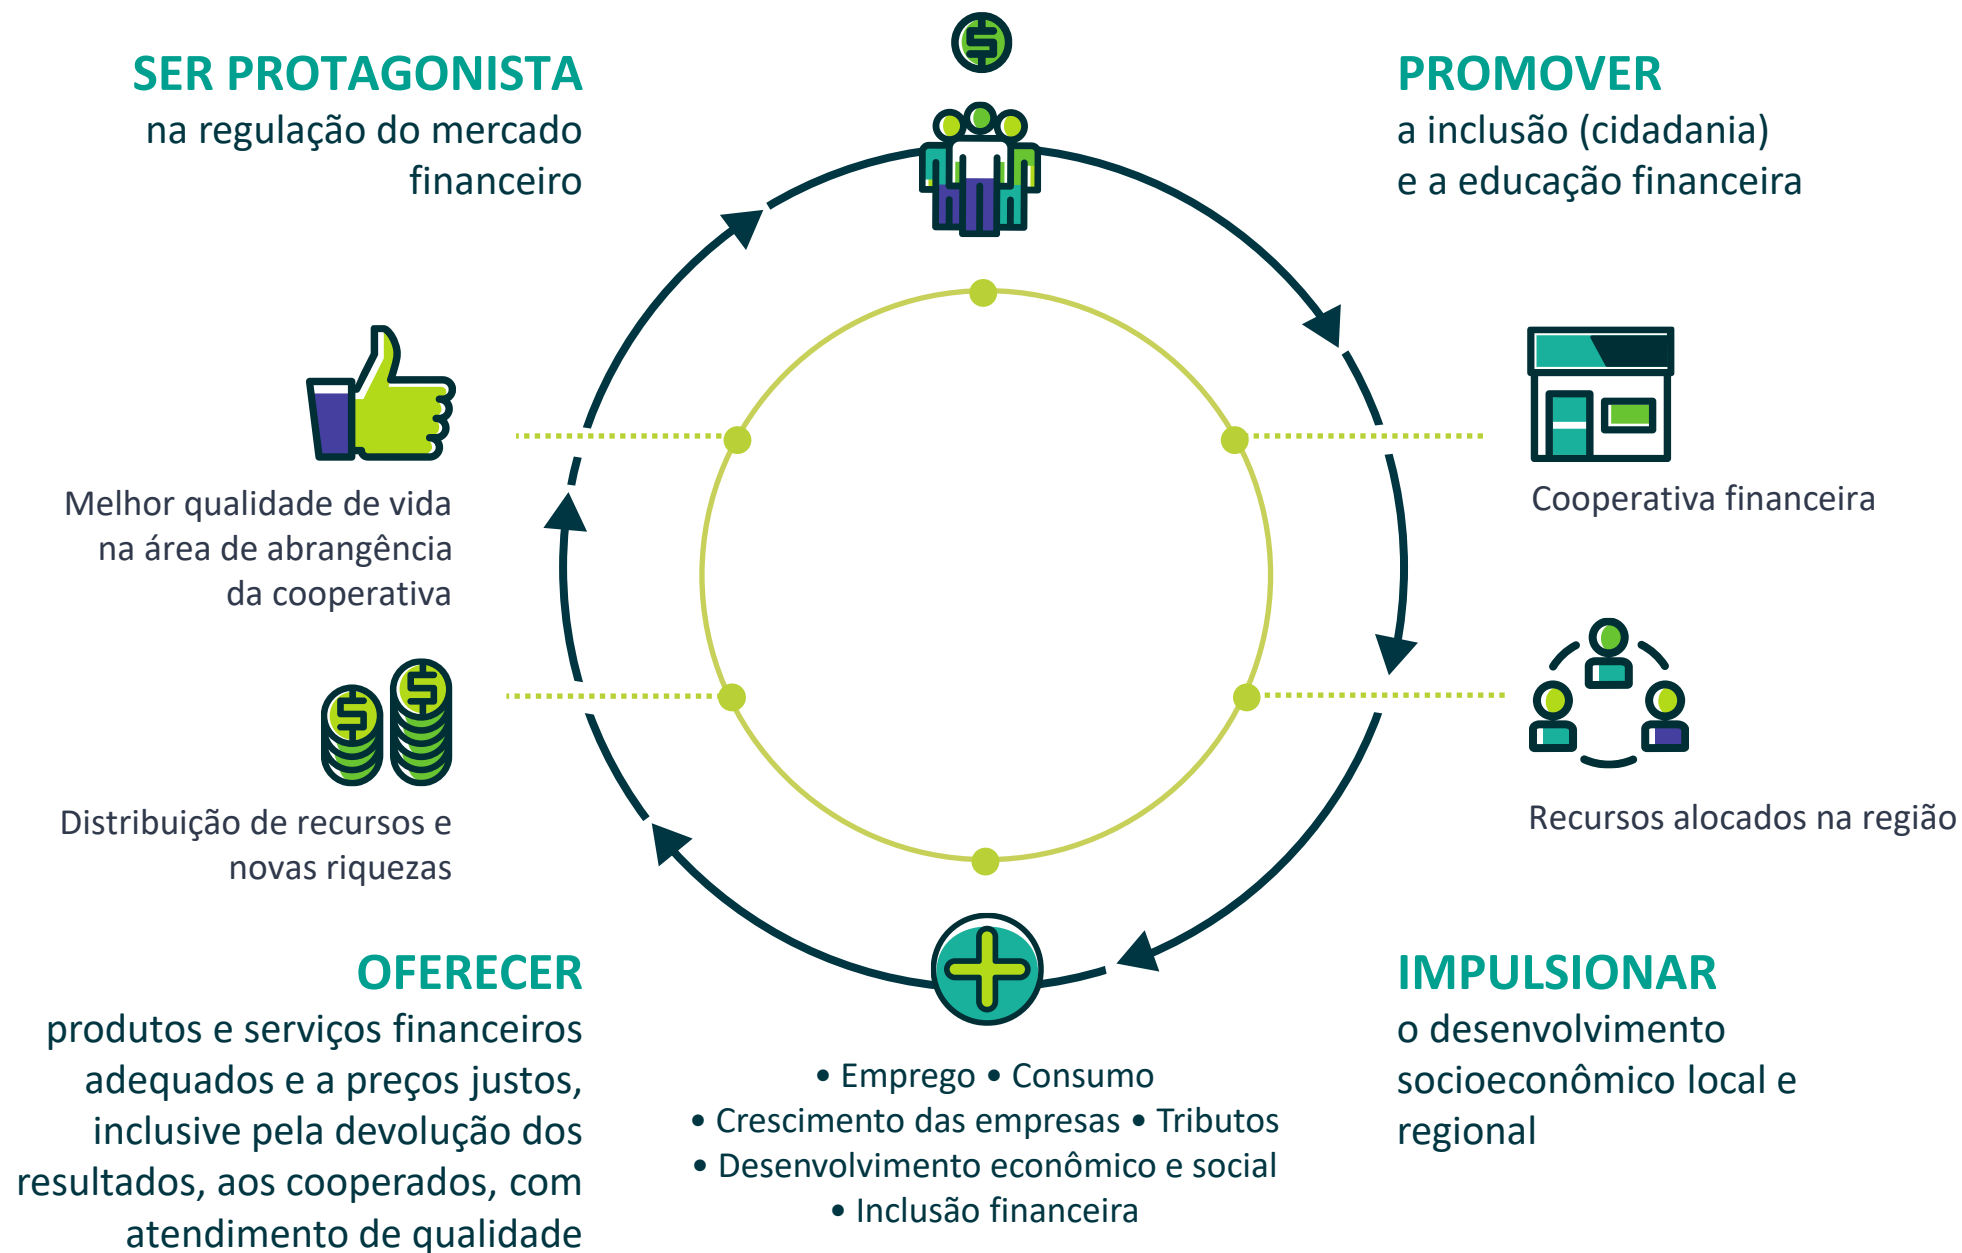 SER PROTAGONISTA
na regulação do mercado
financeiro
PROMOVER
a inclusão (cidadania)
e a educação financeira
Melhor qualidade de vida
na área de abrangência
da cooperativa
Cooperativa financeira
Distribuição de recursos e
novas riquezas
Recursos alocados na região
OFERECER
produtos e serviços financeiros
adequados e a preços justos,
inclusive pela devolução dos
resultados, aos cooperados, com
atendimento de qualidade
• Emprego • Consumo
• Crescimento das empresas • Tributos
• Desenvolvimento econômico e social
• Inclusão financeira
IMPULSIONAR
o desenvolvimento
socioeconômico local e
regional